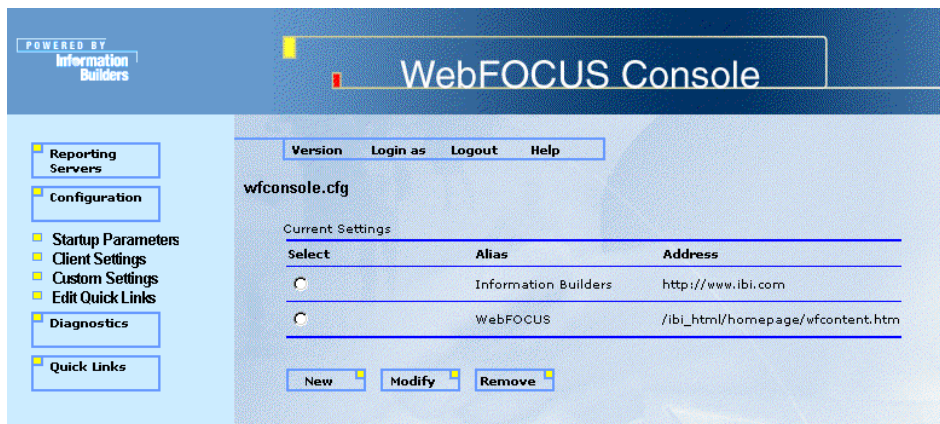 POWERED BY
Information
Builders
WebFOCUS Console
Reporting
Servers
Configuration
Startup Parameters
Client Settings
Custom Settings
Edit Quick Links
Diagnostics
Quick Links
Version Login as Logout Help
wfconsole.cfg
Current Settings
Select Alias Address
Information Builders http://www.ibi.com
WebFOCUS /ibi_html/homepage/wfcontent.htm
New Modify Remove